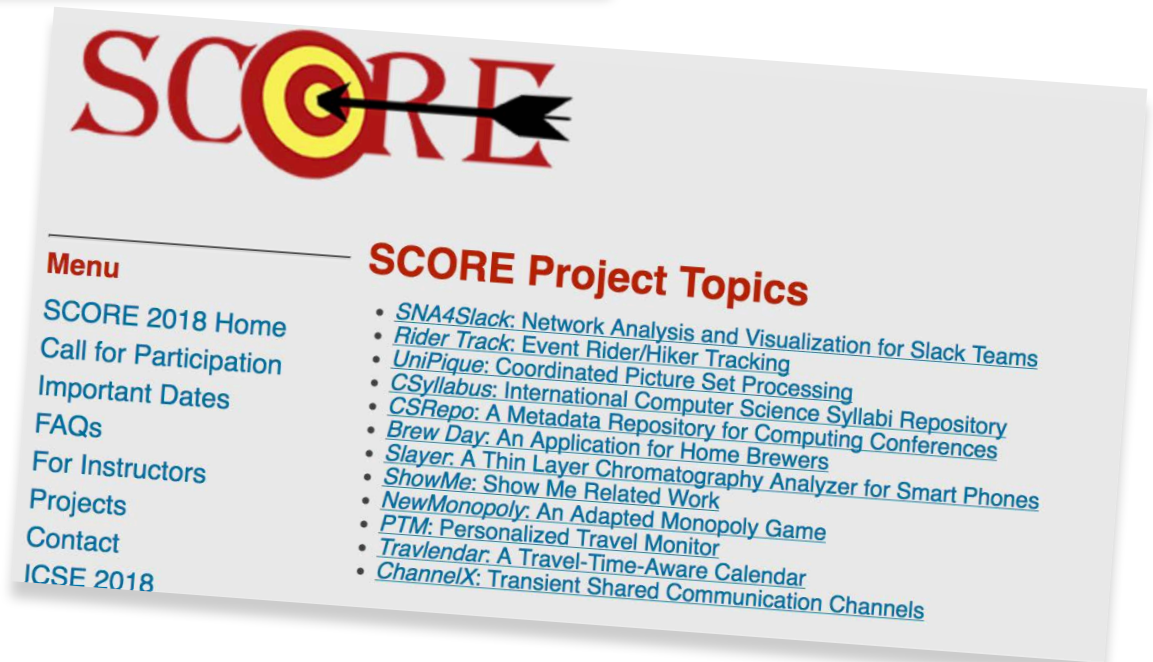 SCORE
Menu
SCORE 2018 Home
Call for Participation
Important Dates
FAQs
For Instructors
Projects
Contact
ICSE 2018
SCORE Project Topics
• SNA4Slack: Network Analysis and Visualization for Slack Teams
• Rider Track: Event Rider/Hiker Tracking
• UniPique: Coordinated Picture Set Processing
• CSyllabus: International Computer Science Syllabi Repository
• CSRepo: A Metadata Repository for Computing Conferences
• Brew Day: An Application for Home Brewers
• Slayer: A Thin Layer Chromatography Analyzer for Smart Phones
• ShowMe: Show Me Related Work
• NewMonopoly: An Adapted Monopoly Game
• PTM: Personalized Travel Monitor
• Travlendar: A Travel-Time-Aware Calendar
• ChannelX: Transient Shared Communication Channels